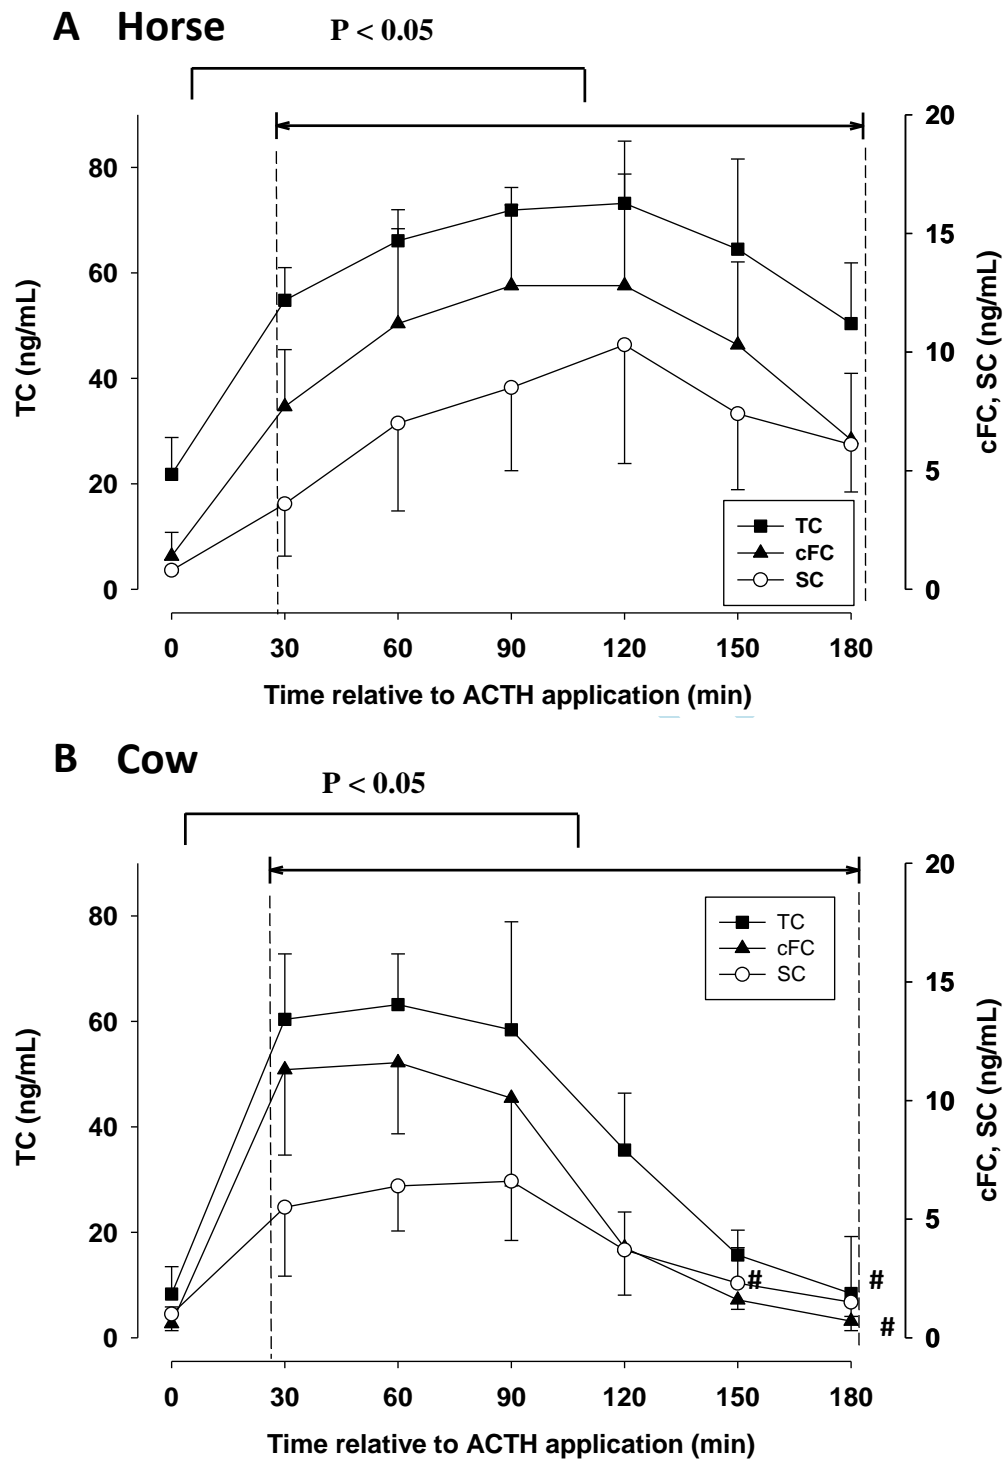 A Horse
P < 0.05
TC (ng/mL)
80
60
40
20
0
20
15
10
5
0
cFC, SC (ng/mL)
TC
cFC
SC
0 30 60 90 120 150 180
Time relative to ACTH application (min)
B Cow
P < 0.05
TC (ng/mL)
80
60
40
20
0
20
15
10
5
0
cFC, SC (ng/mL)
TC
cFC
SC
# #
#
0 30 60 90 120 150 180
Time relative to ACTH application (min)